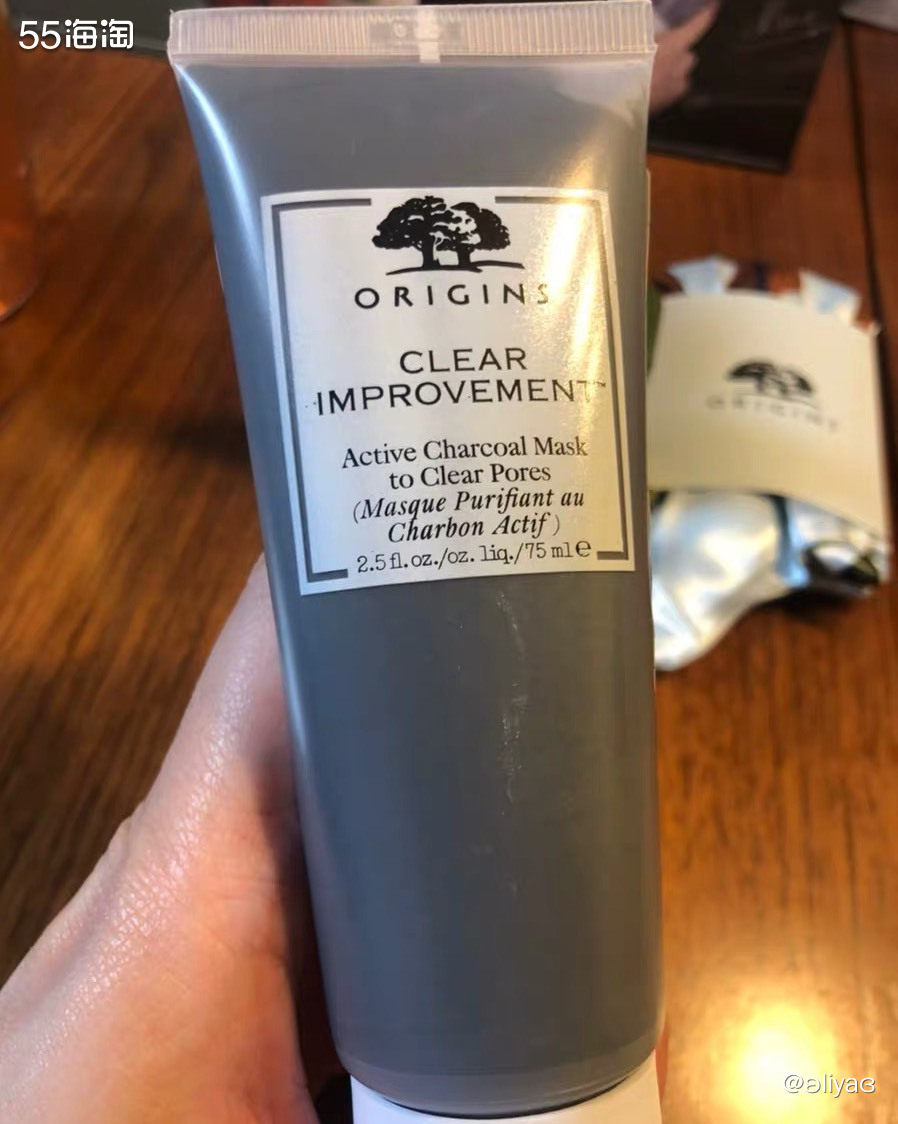 55海淘
ORIGINS
CLEAR
IMPROVEMENT™
Active Charcoal Mask
to Clear Pores
(Masque Purifiant au
Charbon Actif)
2.5 fl. oz./oz. liq./75 ml e
ORIGINS
@əliyaɜ